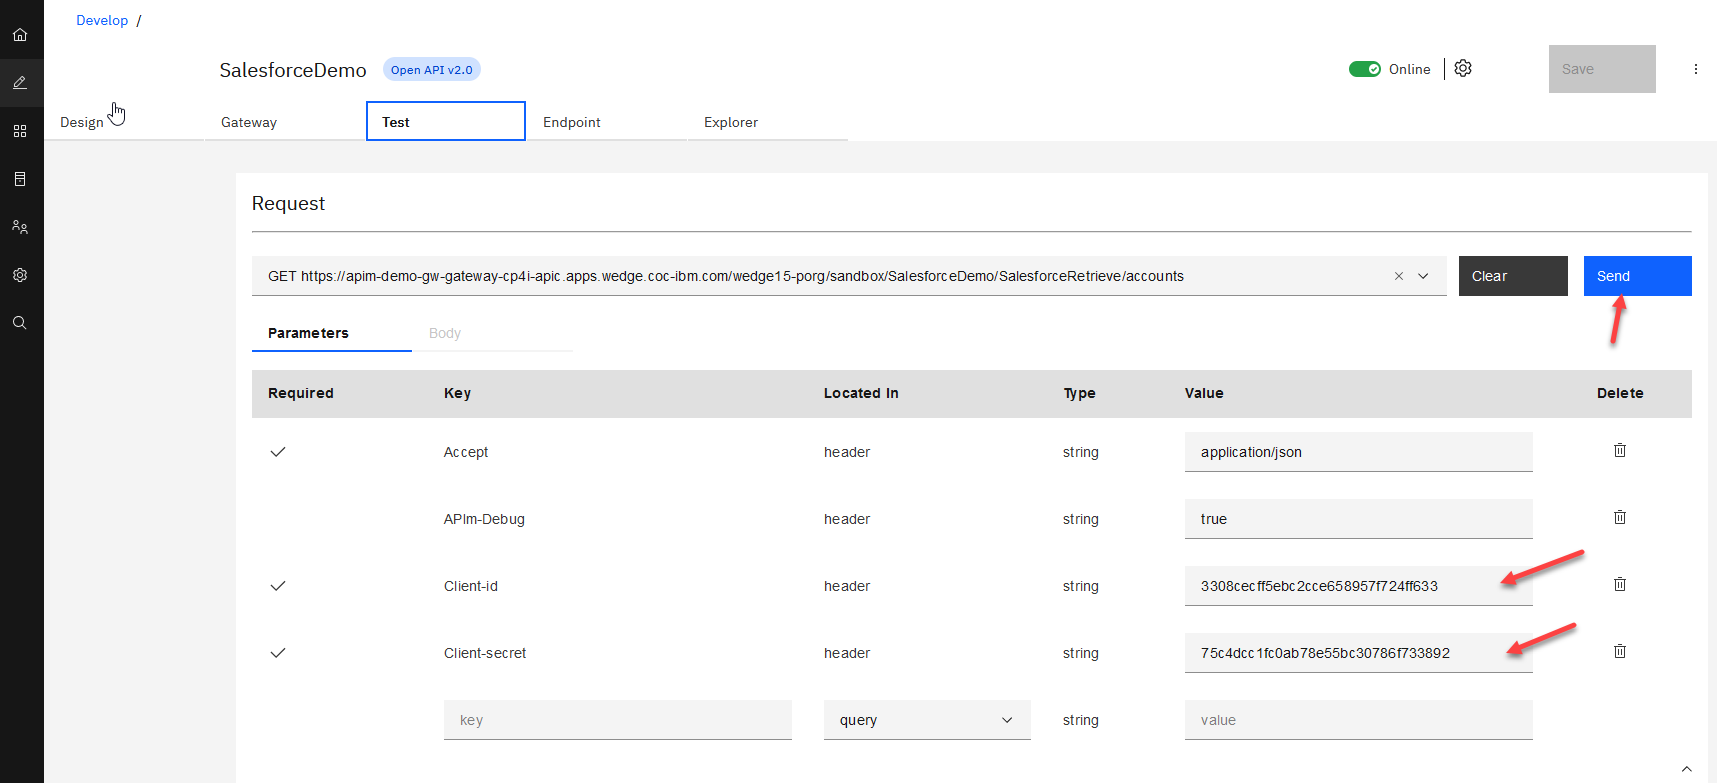 Develop /
SalesforceDemo Open API v2.0 Online Save
Design Gateway Test Endpoint Explorer
Request
GET https://apim-demo-gw-gateway-cp4i-apic.apps.wedge.coc-ibm.com/wedge15-porg/sandbox/SalesforceDemo/SalesforceRetrieve/accounts Clear Send
Parameters Body
Required Key Located In Type Value Delete
Accept header string application/json
APIm-Debug header string true
Client-id header string 3308cecff5ebc2cce658957f724ff633
Client-secret header string 75c4dcc1fc0ab78e55bc30786f733892
key query string value